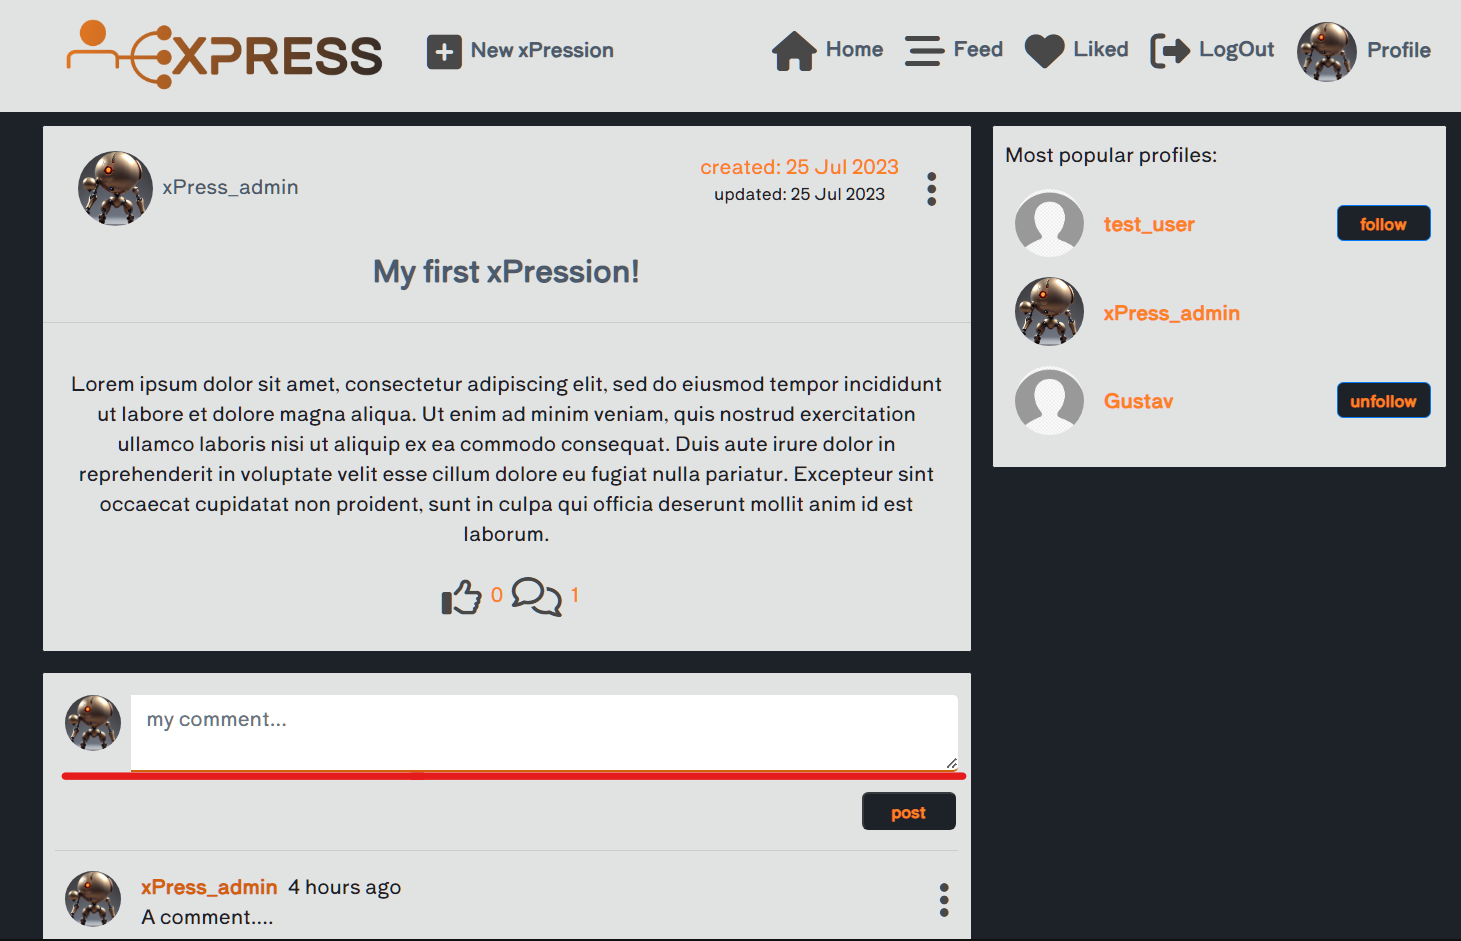 XPRESS
New xPression
Home
Feed
Liked
LogOut
Profile
xPress_admin
created: 25 Jul 2023
updated: 25 Jul 2023
My first xPression!
Lorem ipsum dolor sit amet, consectetur adipiscing elit, sed do eiusmod tempor incididunt
ut labore et dolore magna aliqua. Ut enim ad minim veniam, quis nostrud exercitation
ullamco laboris nisi ut aliquip ex ea commodo consequat. Duis aute irure dolor in
reprehenderit in voluptate velit esse cillum dolore eu fugiat nulla pariatur. Excepteur sint
occaecat cupidatat non proident, sunt in culpa qui officia deserunt mollit anim id est
laborum.
0
1
my comment...
post
xPress_admin 4 hours ago
A comment....
Most popular profiles:
test_user
follow
xPress_admin
Gustav
unfollow